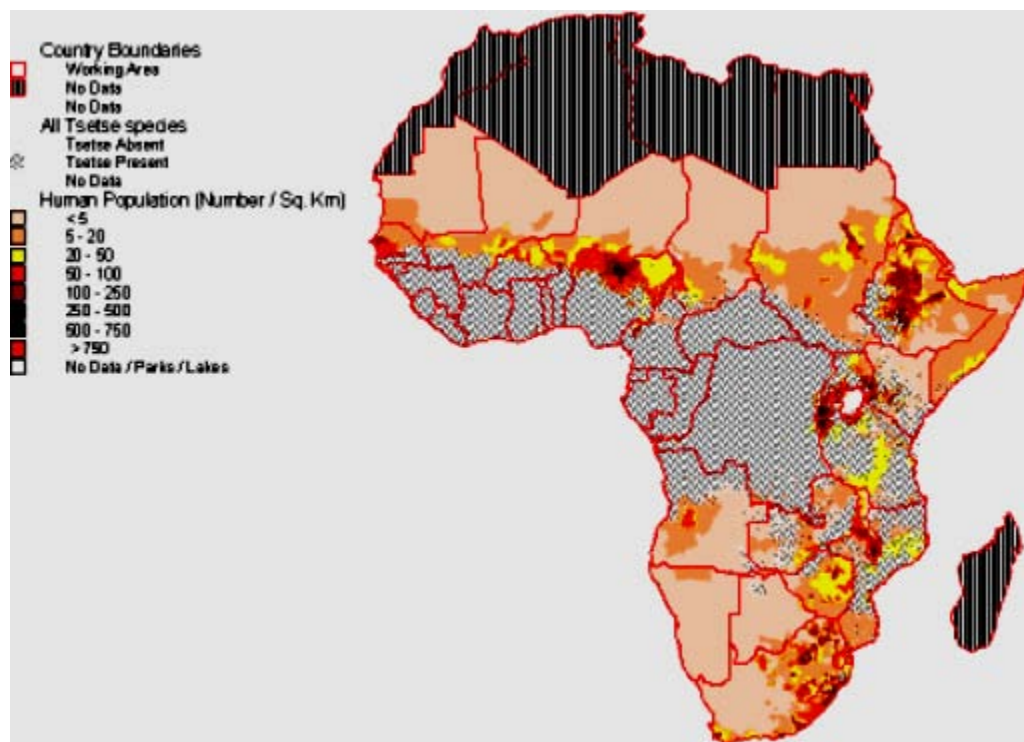 Country Boundaries
Working Area
No Data
No Data
All Tsetse species
Tsetse Absent
Tsetse Present
No Data
Human Population (Number / Sq. Km)
< 5
5 - 20
20 - 50
50 - 100
100 - 250
250 - 500
500 - 750
> 750
No Data / Parks / Lakes